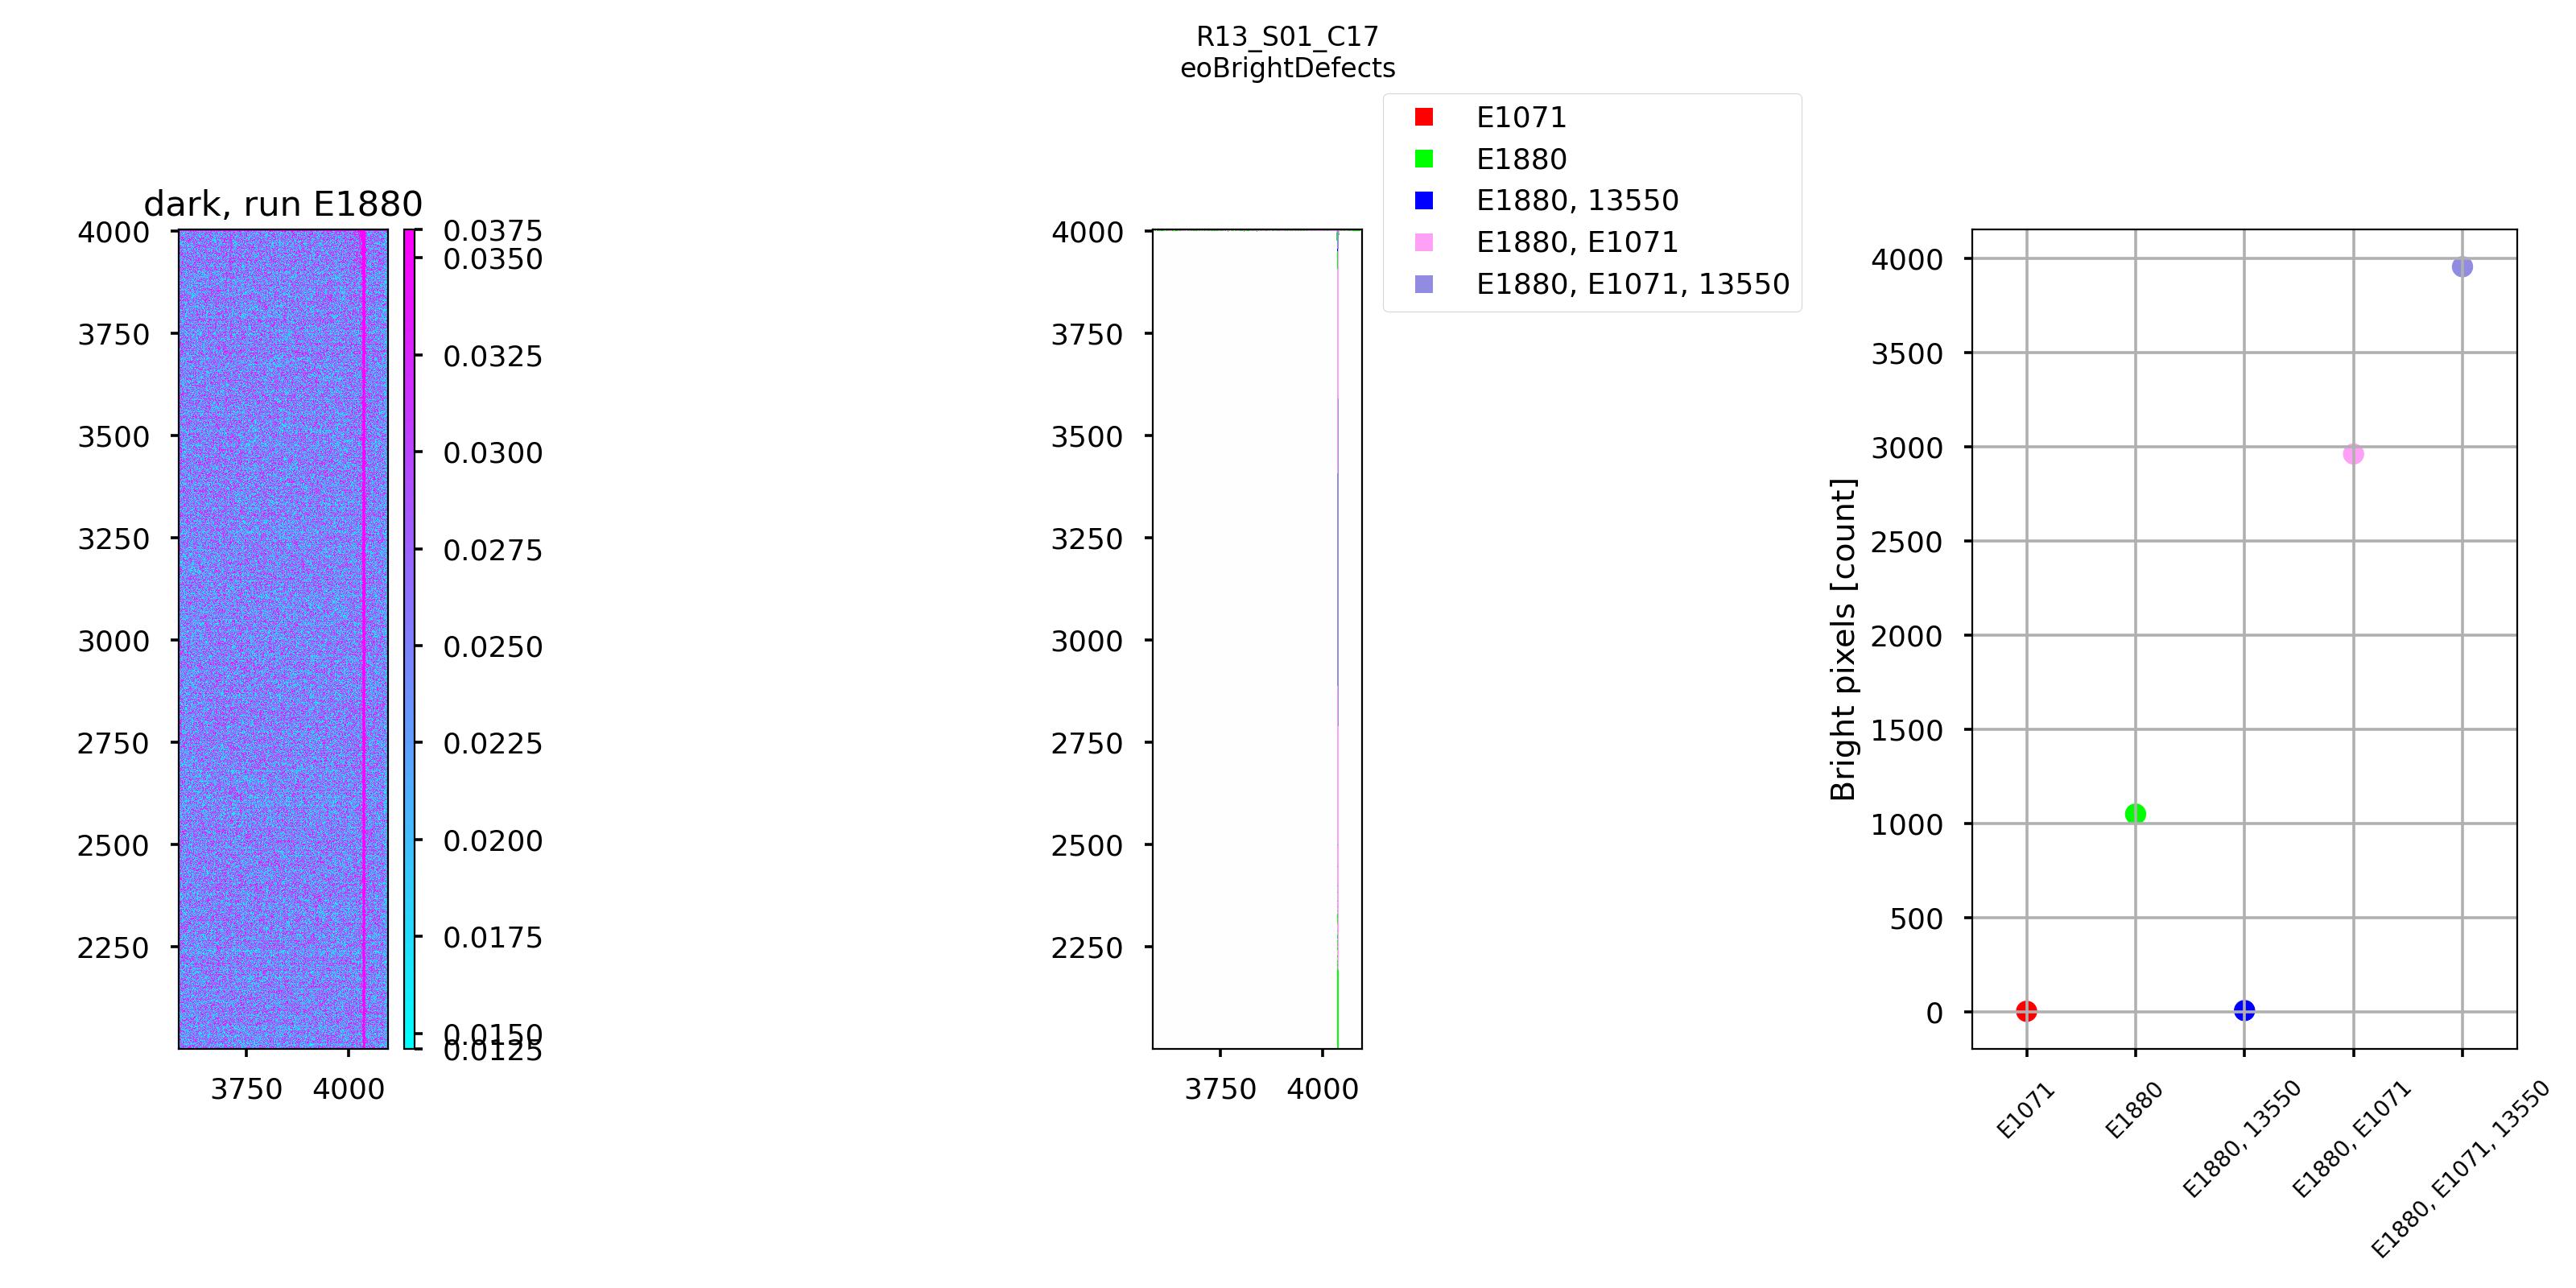 R13_S01_C17
eoBrightDefects
E1071
E1880
E1880, 13550
E1880, E1071
E1880, E1071, 13550
dark, run E1880
4000
3750
3500
3250
3000
2750
2500
2250
3750
4000
0.0375
0.0350
0.0325
0.0300
0.0275
0.0250
0.0225
0.0200
0.0175
0.0150
0.0125
4000
3750
3500
3250
3000
2750
2500
2250
3750
4000
Bright pixels [count]
4000
3500
3000
2500
2000
1500
1000
500
0
E1071
E1880
E1880, 13550
E1880, E1071
E1880, E1071, 13550